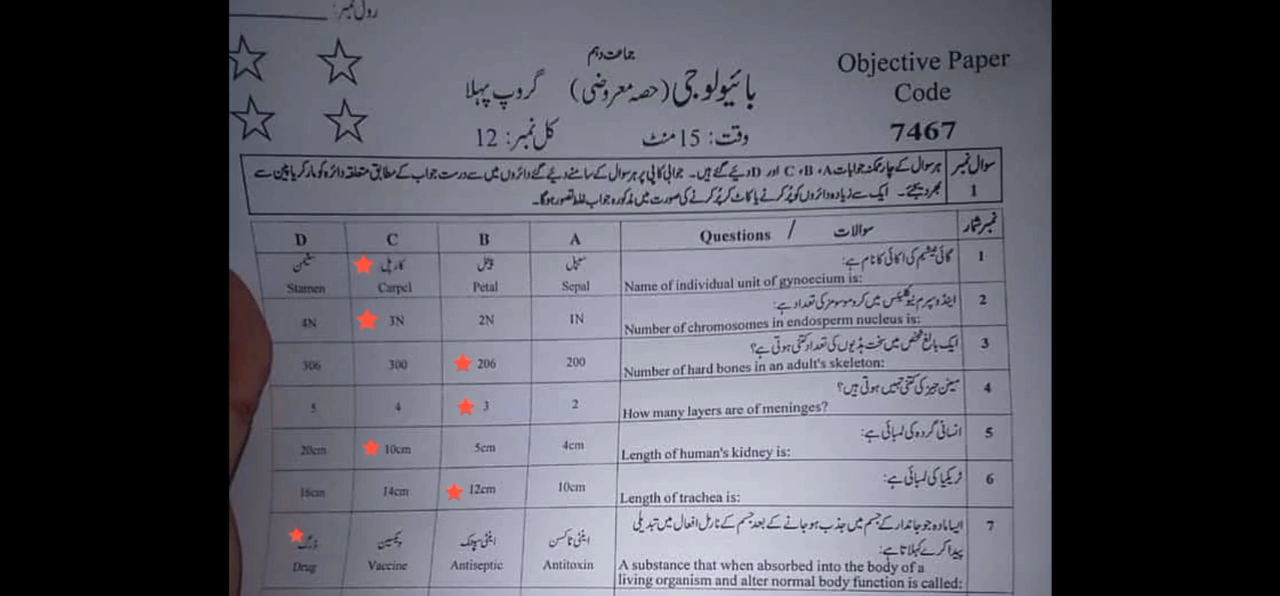 رول نمبر:
جماعت دہم
Objective Paper
Code
7467
بائیولوجی (حصہ معروضی) گروپ پہلا
وقت: 15 منٹ کل نمبر: 12
سوال نمبر 1
ہر سوال کے چار ممکنہ جوابات A، B، C اور D دیئے گئے ہیں۔ جوابی کاپی پر ہر سوال کے سامنے دیئے گئے دائروں میں سے درست جواب کے مطابق متعلقہ دائرہ کو مارکر یا پین سے
بھر دیجئے۔ ایک سے زیادہ دائروں کو پُر کرنے یا کاٹ کر پُر کرنے کی صورت میں مذکورہ جواب غلط تصور ہوگا۔
نمبر شمار سوالات / Questions A B C D
1 گائی نیشیم کی اکائی کا نام ہے: سیپل پیٹل کارپل سٹیمن
Name of individual unit of gynoecium is: Sepal Petal Carpel Stamen
2 اینڈوسپرم نیوکلیئس میں کروموسومز کی تعداد ہے:
Number of chromosomes in endosperm nucleus is: 1N 2N 3N 4N
3 ایک بالغ شخص میں سخت ہڈیوں کی تعداد کتنی ہوتی ہے؟
Number of hard bones in an adult's skeleton: 200 206 300 306
4 مینن جیز کی کتنی تہیں ہوتی ہیں؟
How many layers are of meninges? 2 3 4 5
5 انسانی گردہ کی لمبائی ہے:
Length of human's kidney is: 4cm 5cm 10cm 20cm
6 ٹریکیا کی لمبائی ہے:
Length of trachea is: 10cm 12cm 14cm 16cm
7 ایسا مادہ جو جاندار کے جسم میں جذب ہو جانے کے بعد جسم کے نارمل افعال میں تبدیلی
پیدا کرے کہلاتا ہے: اینٹی ٹاکسن اینٹی سپٹک ویکسین ڈرگ
A substance that when absorbed into the body of a
living organism and alter normal body function is called: Antitoxin Antiseptic Vaccine Drug